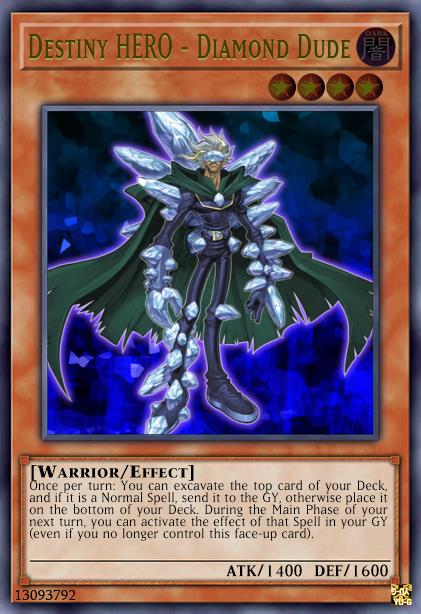 Destiny HERO - Diamond Dude
DARK
闇
[Warrior/Effect]
Once per turn: You can excavate the top card of your Deck,
and if it is a Normal Spell, send it to the GY, otherwise place it
on the bottom of your Deck. During the Main Phase of your
next turn, you can activate the effect of that Spell in your GY
(even if you no longer control this face-up card).
ATK/1400 DEF/1600
13093792